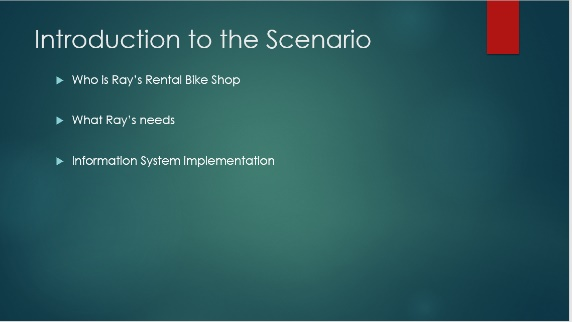 Introduction to the Scenario
Who is Ray's Rental Bike Shop
What Ray's needs
Information System Implementation